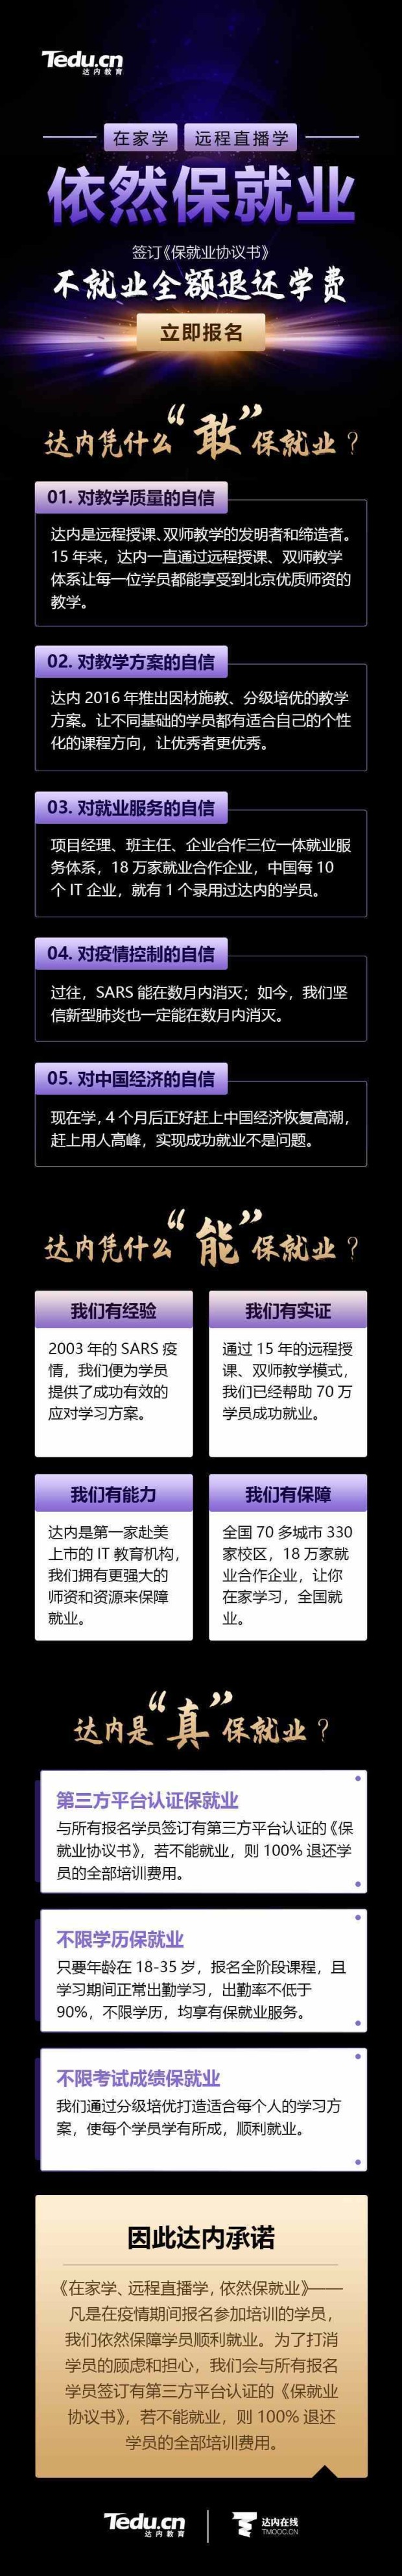 Tedu.cn
达内教育
在家学 远程直播学
依然保就业
签订《保就业协议书》
不就业全额退还学费
立即报名
达内凭什么“敢”保就业？
01. 对教学质量的自信
达内是远程授课、双师教学的发明者和缔造者。
15 年来，达内一直通过远程授课、双师教学
体系让每一位学员都能享受到北京优质师资的
教学。
02. 对教学方案的自信
达内 2016 年推出因材施教、分级培优的教学
方案。让不同基础的学员都有适合自己的个性
化的课程方向，让优秀者更优秀。
03. 对就业服务的自信
项目经理、班主任、企业合作三位一体就业服
务体系，18 万家就业合作企业，中国每 10
个 IT 企业，就有 1 个录用过达内的学员。
04. 对疫情控制的自信
过往，SARS 能在数月内消灭；如今，我们坚
信新型肺炎也一定能在数月内消灭。
05. 对中国经济的自信
现在学，4 个月后正好赶上中国经济恢复高潮，
赶上用人高峰，实现成功就业不是问题。
达内凭什么“能”保就业？
我们有经验
2003 年的 SARS 疫
情，我们便为学员
提供了成功有效的
应对学习方案。
我们有实证
通过 15 年的远程授
课、双师教学模式，
我们已经帮助 70 万
学员成功就业。
我们有能力
达内是第一家赴美
上市的 IT 教育机构，
我们拥有更强大的
师资和资源来保障
就业。
我们有保障
全国 70 多城市 330
家校区，18 万家就
业合作企业，让你
在家学习，全国就
业。
达内是“真”保就业？
第三方平台认证保就业
与所有报名学员签订有第三方平台认证的《保
就业协议书》，若不能就业，则 100% 退还学
员的全部培训费用。
不限学历保就业
只要年龄在 18-35 岁，报名全阶段课程，且
学习期间正常出勤学习，出勤率不低于
90%，不限学历，均享有保就业服务。
不限考试成绩保就业
我们通过分级培优打造适合每个人的学习方
案，使每个学员学有所成，顺利就业。
因此达内承诺
《在家学、远程直播学，依然保就业》——
凡是在疫情期间报名参加培训的学员，
我们依然保障学员顺利就业。为了打消
学员的顾虑和担心，我们会与所有报名
学员签订有第三方平台认证的《保就业
协议书》，若不能就业，则 100% 退还
学员的全部培训费用。
Tedu.cn
达内教育
达内在线
TMOOC.CN